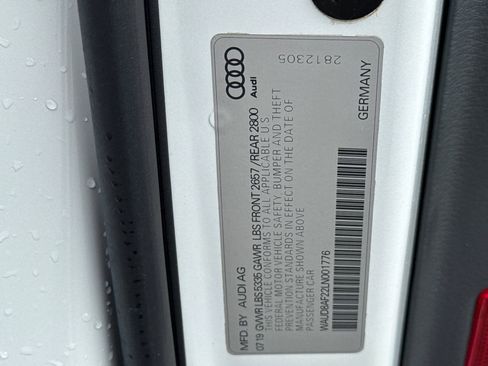 2812305
Audi
GERMANY
MFD. BY AUDI AG
07 19 GVWR LBS 5335 GAWR LBS FRONT 2657 / REAR 2800
THIS VEHICLE CONFORMS TO ALL APPLICABLE U S
FEDERAL MOTOR VEHICLE SAFETY, BUMPER AND THEFT
STANDARDS IN EFFECT ON THE DATE OF
MANUFACTURE SHOWN ABOVE
PASSENGER CAR
WAUD8AF22LN001776